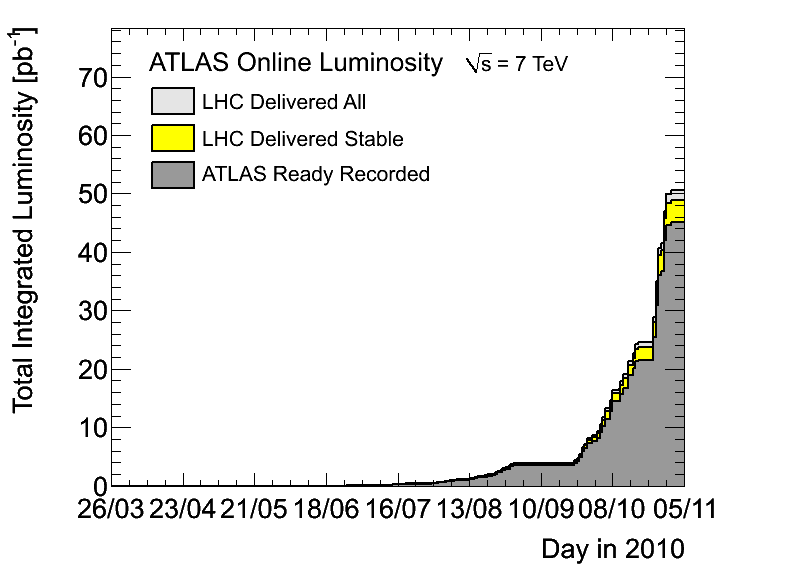 ATLAS Online Luminosity √s = 7 TeV
LHC Delivered All
LHC Delivered Stable
ATLAS Ready Recorded
Total Integrated Luminosity [pb⁻¹]
70
60
50
40
30
20
10
0
26/03 23/04 21/05 18/06 16/07 13/08 10/09 08/10 05/11
Day in 2010